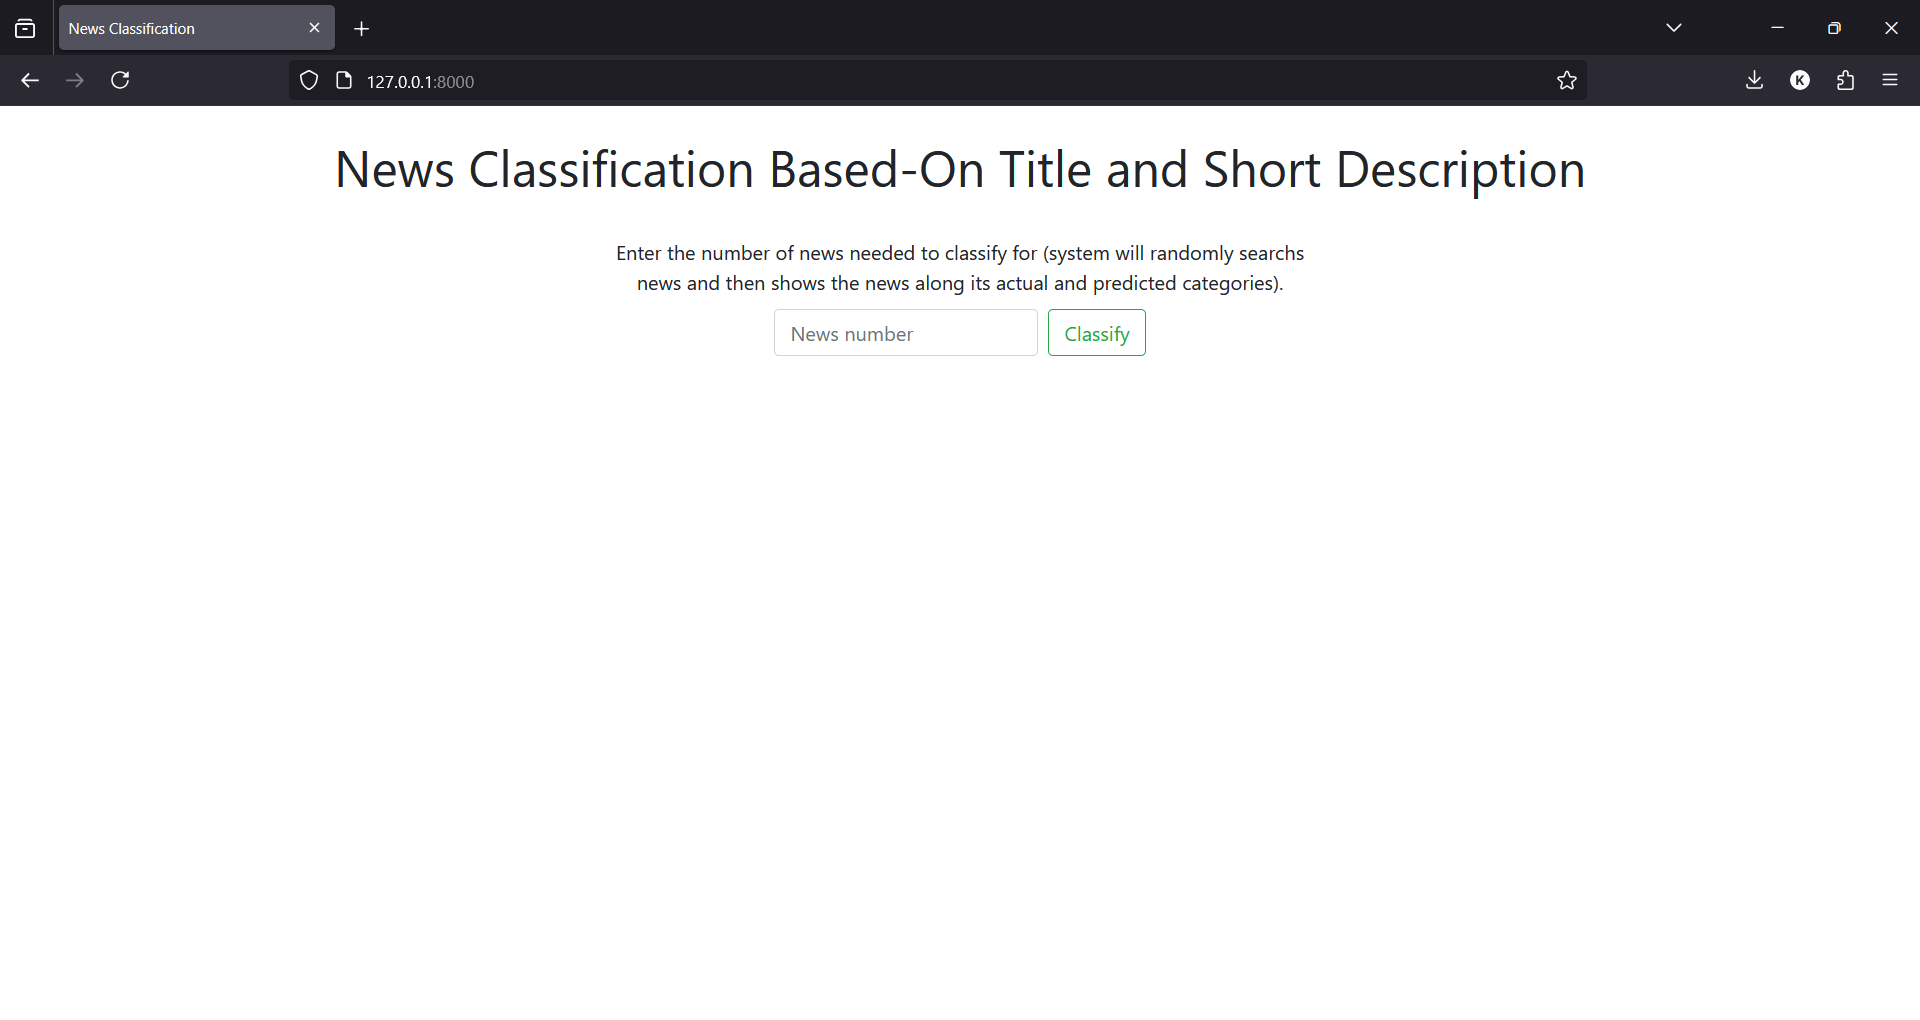 News Classification
127.0.0.1:8000
K
News Classification Based-On Title and Short Description
Enter the number of news needed to classify for (system will randomly searchs
news and then shows the news along its actual and predicted categories).
News number
Classify